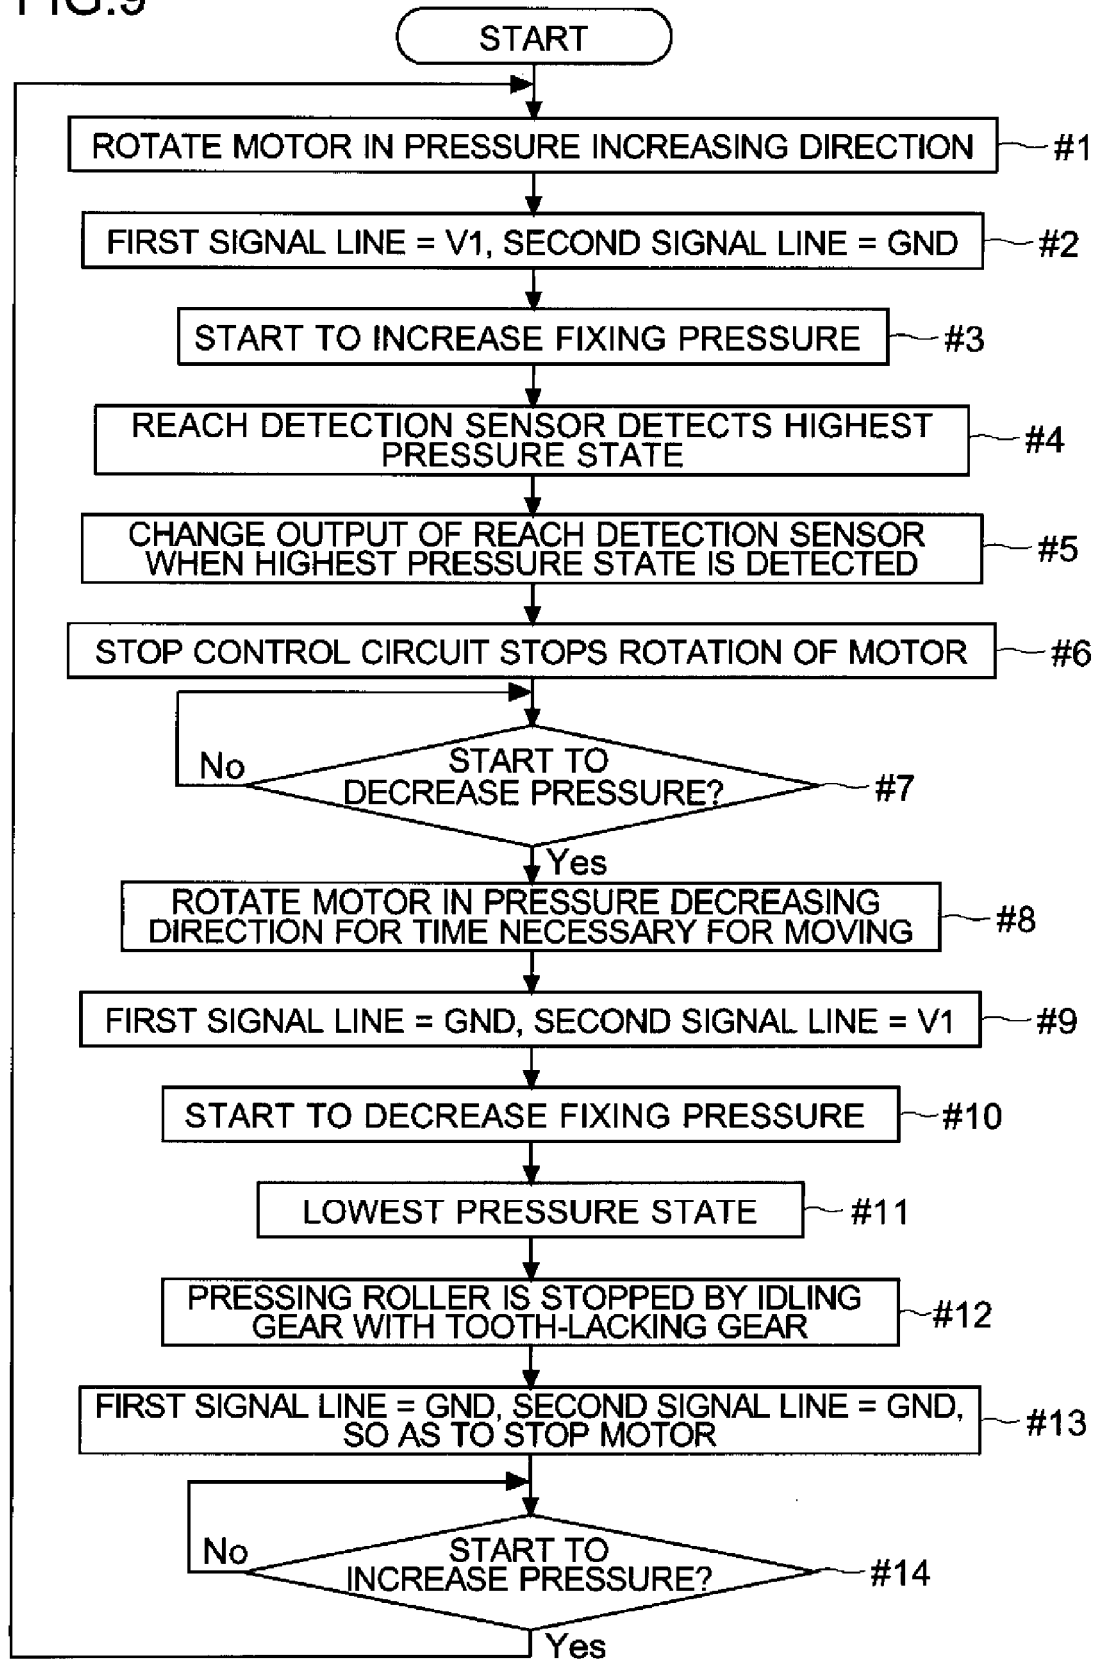 FIG.9
START
ROTATE MOTOR IN PRESSURE INCREASING DIRECTION
#1
FIRST SIGNAL LINE = V1, SECOND SIGNAL LINE = GND
#2
START TO INCREASE FIXING PRESSURE
#3
REACH DETECTION SENSOR DETECTS HIGHEST
PRESSURE STATE
#4
CHANGE OUTPUT OF REACH DETECTION SENSOR
WHEN HIGHEST PRESSURE STATE IS DETECTED
#5
STOP CONTROL CIRCUIT STOPS ROTATION OF MOTOR
#6
START TO
DECREASE PRESSURE?
No
#7
Yes
ROTATE MOTOR IN PRESSURE DECREASING
DIRECTION FOR TIME NECESSARY FOR MOVING
#8
FIRST SIGNAL LINE = GND, SECOND SIGNAL LINE = V1
#9
START TO DECREASE FIXING PRESSURE
#10
LOWEST PRESSURE STATE
#11
PRESSING ROLLER IS STOPPED BY IDLING
GEAR WITH TOOTH-LACKING GEAR
#12
FIRST SIGNAL LINE = GND, SECOND SIGNAL LINE = GND,
SO AS TO STOP MOTOR
#13
START TO
INCREASE PRESSURE?
No
#14
Yes